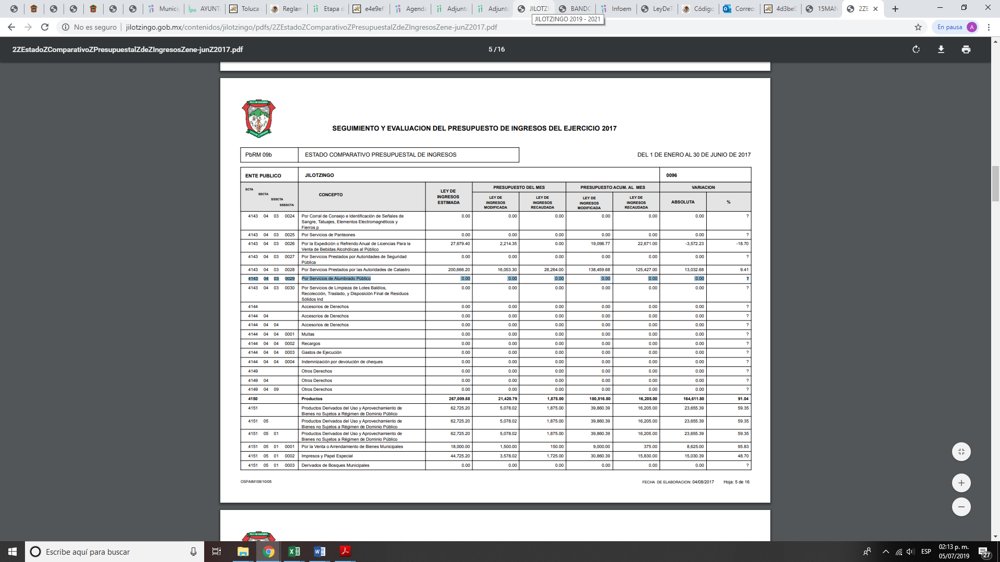 Municij
AYUNT
Toluca
Reglam
Etapa d
e4e9ef
Agenda
Adjunta
Adjunta
JILOTZI
BANDO
Infoem
LeyDeT
Código
Correo
4d3be0
15MAN
2ZE
JILOTZINGO 2019 - 2021
No es seguro | jilotzingo.gob.mx/contenidos/jilotzingo/pdfs/2ZEstadoZComparativoZPresupuestalZdeZIngresosZene-junZ2017.pdf
En pausa A
2ZEstadoZComparativoZPresupuestalZdeZIngresosZene-junZ2017.pdf 5 / 16
SEGUIMIENTO Y EVALUACION DEL PRESUPUESTO DE INGRESOS DEL EJERCICIO 2017
PbRM 09b ESTADO COMPARATIVO PRESUPUESTAL DE INGRESOS DEL 1 DE ENERO AL 30 DE JUNIO DE 2017
ENTE PUBLICO JILOTZINGO 0096
SCTA SSCTA SSSCTA SSSSCTA
CONCEPTO
LEY DE INGRESOS ESTIMADA
PRESUPUESTO DEL MES PRESUPUESTO ACUM. AL MES VARIACION
LEY DE INGRESOS MODIFICADA LEY DE INGRESOS RECAUDADA LEY DE INGRESOS MODIFICADA LEY DE INGRESOS RECAUDADA ABSOLUTA %
4143 04 03 0024 Por Corral de Consejo e Identificación de Señales de 0.00 0.00 0.00 0.00 0.00 0.00 ?
Sangre, Tatuajes, Elementos Electromagnéticos y
Fierros p
4143 04 03 0025 Por Servicios de Panteones 0.00 0.00 0.00 0.00 0.00 0.00 ?
4143 04 03 0026 Por la Expedición o Refrendo Anual de Licencias Para la 27,679.40 2,214.35 0.00 19,098.77 22,671.00 -3,572.23 -18.70
Venta de Bebidas Alcohólicas al Público
4143 04 03 0027 Por Servicios Prestados por Autoridades de Seguridad 0.00 0.00 0.00 0.00 0.00 0.00 ?
Pública
4143 04 03 0028 Por Servicios Prestados por las Autoridades de Catastro 200,666.20 16,053.30 26,264.00 138,459.68 125,427.00 13,032.68 9.41
4143 04 03 0029 Por Servicios de Alumbrado Público 0.00 0.00 0.00 0.00 0.00 0.00 ?
4143 04 03 0030 Por Servicios de Limpieza de Lotes Baldíos, 0.00 0.00 0.00 0.00 0.00 0.00 ?
Recolección, Traslado, y Disposición Final de Residuos
Sólidos Ind
4144 Accesorios de Derechos 0.00 0.00 0.00 0.00 0.00 0.00 ?
4144 04 Accesorios de Derechos 0.00 0.00 0.00 0.00 0.00 0.00 ?
4144 04 04 Accesorios de Derechos 0.00 0.00 0.00 0.00 0.00 0.00 ?
4144 04 04 0001 Multas 0.00 0.00 0.00 0.00 0.00 0.00 ?
4144 04 04 0002 Recargos 0.00 0.00 0.00 0.00 0.00 0.00 ?
4144 04 04 0003 Gastos de Ejecución 0.00 0.00 0.00 0.00 0.00 0.00 ?
4144 04 04 0004 Indemnización por devolución de cheques 0.00 0.00 0.00 0.00 0.00 0.00 ?
4149 Otros Derechos 0.00 0.00 0.00 0.00 0.00 0.00 ?
4149 04 Otros Derechos 0.00 0.00 0.00 0.00 0.00 0.00 ?
4149 04 09 Otros Derechos 0.00 0.00 0.00 0.00 0.00 0.00 ?
4150 Productos 267,009.88 21,420.79 1,875.00 180,816.80 16,205.00 164,611.80 91.04
4151 Productos Derivados del Uso y Aprovechamiento de 62,725.20 5,078.02 1,875.00 39,860.39 16,205.00 23,655.39 59.35
Bienes no Sujetos a Régimen de Dominio Público
4151 05 Productos Derivados del Uso y Aprovechamiento de 62,725.20 5,078.02 1,875.00 39,860.39 16,205.00 23,655.39 59.35
Bienes no Sujetos a Régimen de Dominio Público
4151 05 01 Productos Derivados del Uso y Aprovechamiento de 62,725.20 5,078.02 1,875.00 39,860.39 16,205.00 23,655.39 59.35
Bienes no Sujetos a Régimen de Dominio Público
4151 05 01 0001 Por la Venta o Arrendamiento de Bienes Municipales 18,000.00 1,500.00 150.00 9,000.00 375.00 8,625.00 95.83
4151 05 01 0002 Impresos y Papel Especial 44,725.20 3,578.02 1,725.00 30,860.39 15,830.00 15,030.39 48.70
4151 05 01 0003 Derivados de Bosques Municipales 0.00 0.00 0.00 0.00 0.00 0.00 ?
OSFAIM108/10/05 FECHA DE ELABORACION: 04/08/2017 Hoja: 5 de 16
Escribe aquí para buscar
ESP
02:13 p. m.
05/07/2019
27